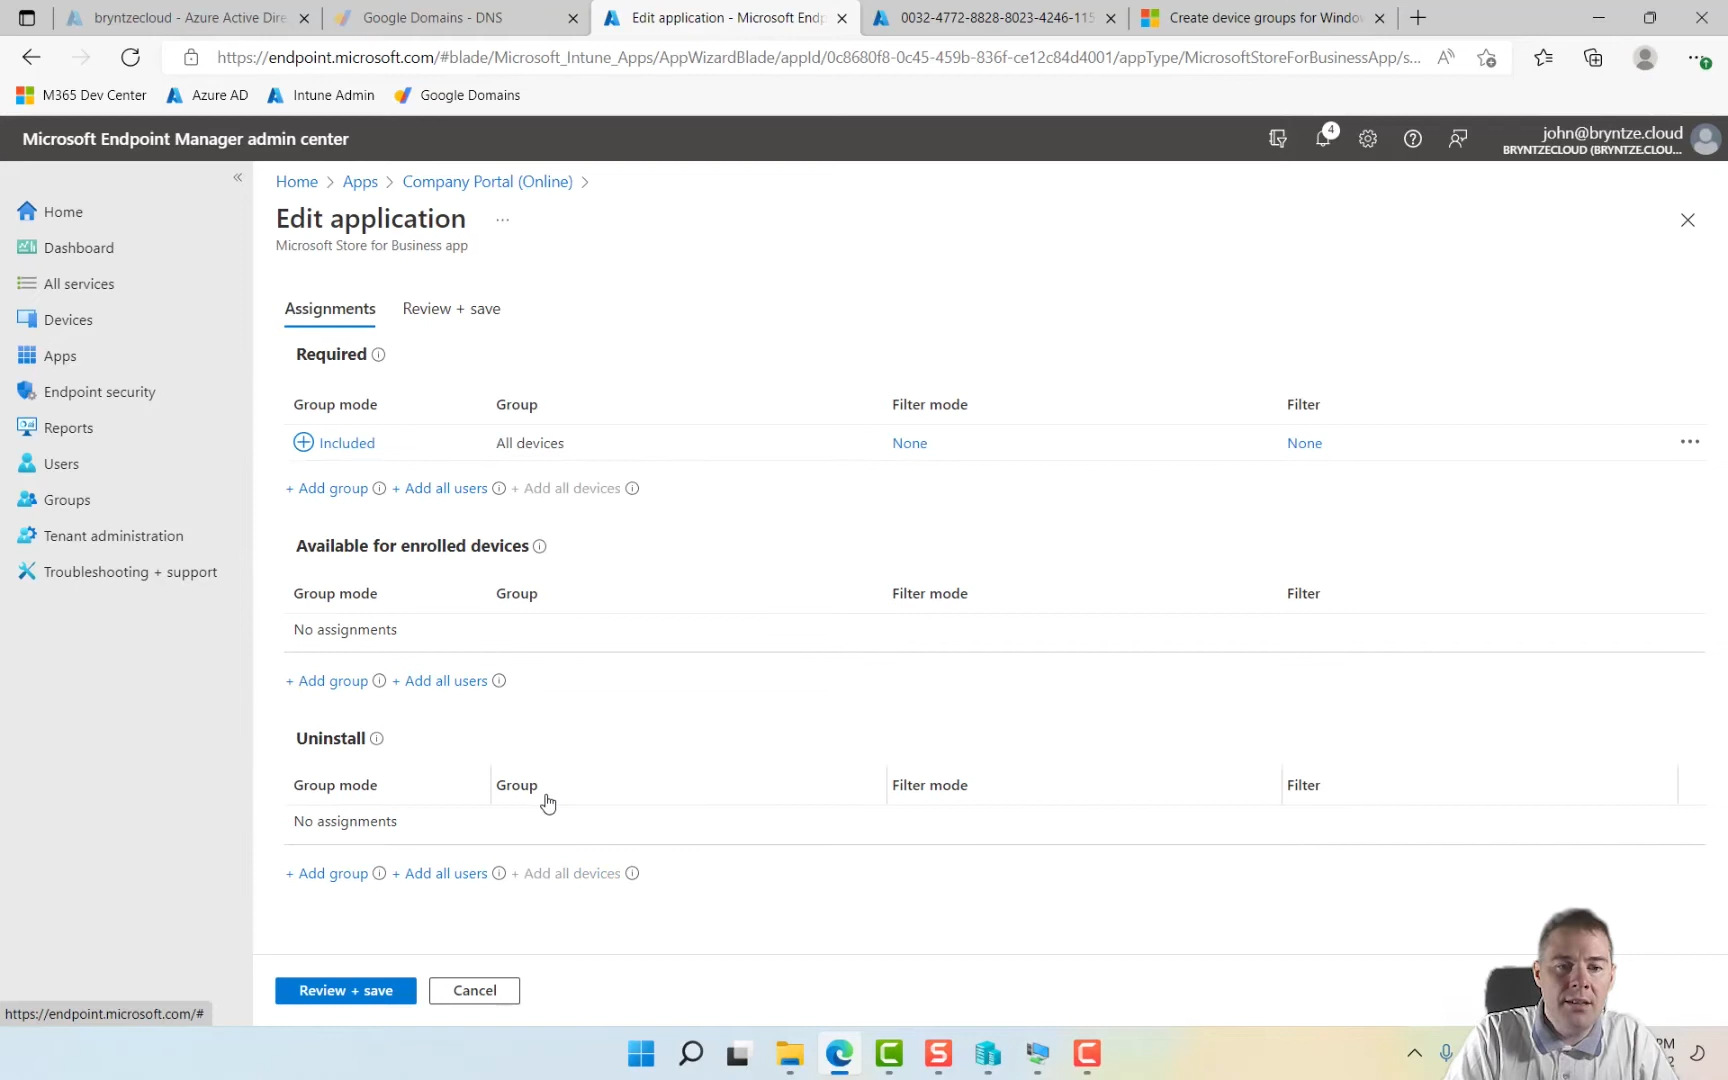 bryntzecloud - Azure Active Dire
Google Domains - DNS
Edit application - Microsoft Endp
0032-4772-8828-8023-4246-115
Create device groups for Window
https://endpoint.microsoft.com/#blade/Microsoft_Intune_Apps/AppWizardBlade/appId/0c8680f8-0c45-459b-836f-ce12c84d4001/appType/MicrosoftStoreForBusinessApp/s...
M365 Dev Center
Azure AD
Intune Admin
Google Domains
Microsoft Endpoint Manager admin center
4
john@bryntze.cloud
BRYNTZECLOUD (BRYNTZE.CLOU...
Home
Dashboard
All services
Devices
Apps
Endpoint security
Reports
Users
Groups
Tenant administration
Troubleshooting + support
Home > Apps > Company Portal (Online) >
Edit application ...
Microsoft Store for Business app
Assignments Review + save
Required
Group mode Group Filter mode Filter
Included All devices None None ...
+ Add group + Add all users + Add all devices
Available for enrolled devices
Group mode Group Filter mode Filter
No assignments
+ Add group + Add all users
Uninstall
Group mode Group Filter mode Filter
No assignments
+ Add group + Add all users + Add all devices
Review + save Cancel
https://endpoint.microsoft.com/#